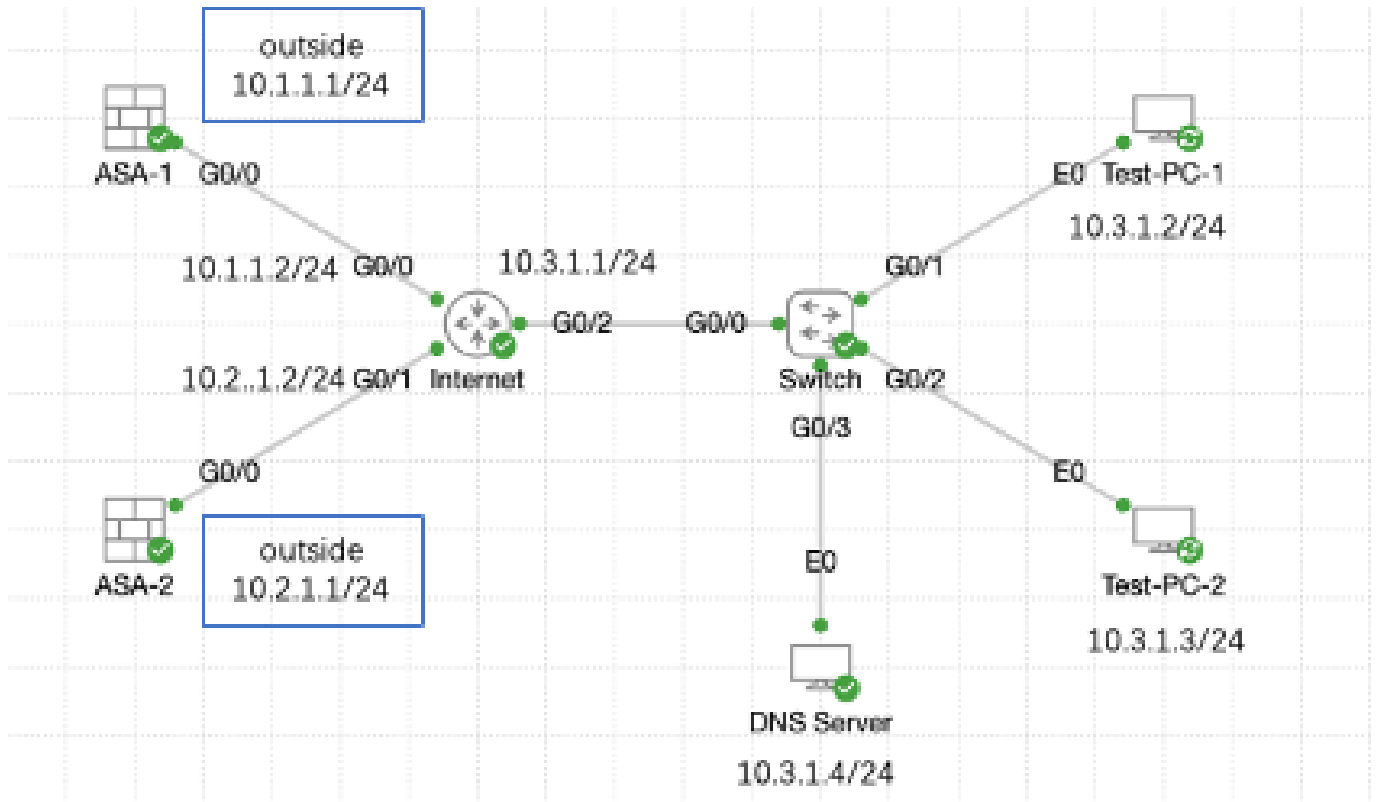 outside
10.1.1.1/24
ASA-1
G0/0
E0
Test-PC-1
10.3.1.2/24
10.1.1.2/24
G0/0
10.3.1.1/24
G0/1
G0/2
G0/0
10.2..1.2/24
G0/1
Internet
Switch
G0/2
G0/3
G0/0
E0
outside
10.2.1.1/24
ASA-2
E0
Test-PC-2
10.3.1.3/24
DNS Server
10.3.1.4/24